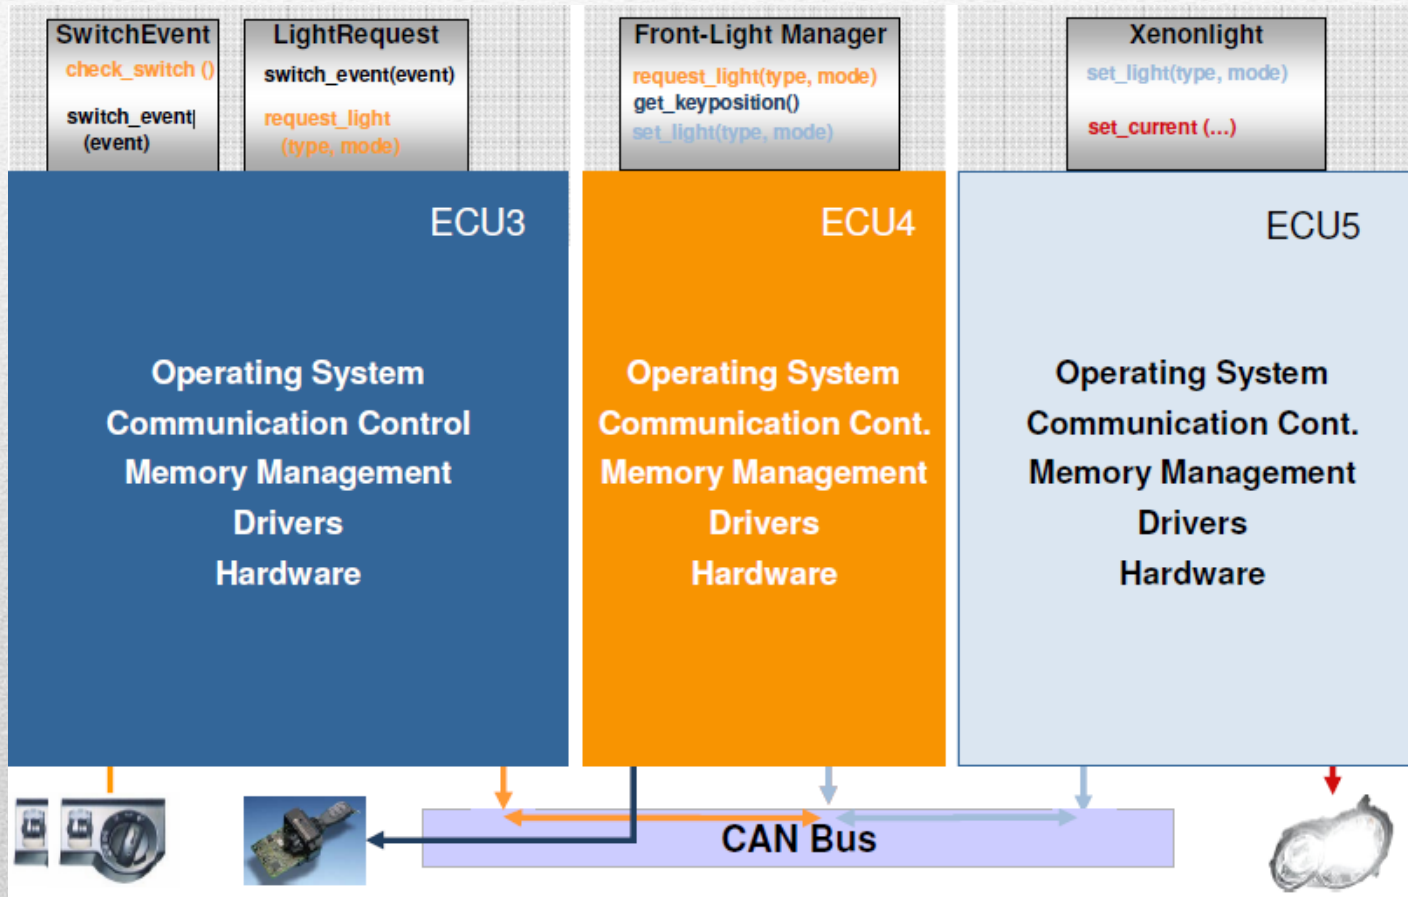 SwitchEvent
check_switch ()
switch_event|
(event)
LightRequest
switch_event(event)
request_light
(type, mode)
Front-Light Manager
request_light(type, mode)
get_keyposition()
set_light(type, mode)
Xenonlight
set_light(type, mode)
set_current (...)
ECU3
Operating System
Communication Control
Memory Management
Drivers
Hardware
ECU4
Operating System
Communication Cont.
Memory Management
Drivers
Hardware
ECU5
Operating System
Communication Cont.
Memory Management
Drivers
Hardware
CAN Bus